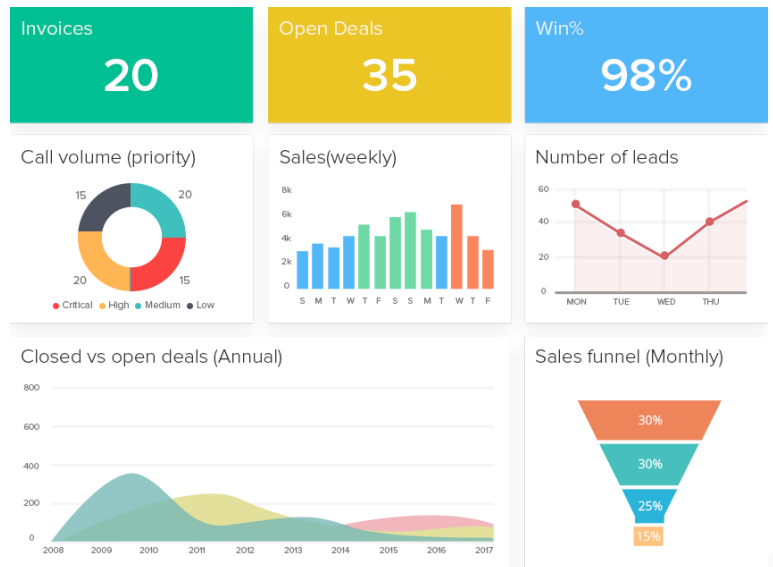 Invoices
20
Open Deals
35
Win%
98%
Call volume (priority)
15
20
20
15
Critical High Medium Low
Sales(weekly)
8k
6k
4k
2k
0
S M T W T F S S M T W T F
Number of leads
60
40
20
0
MON TUE WED THU
Closed vs open deals (Annual)
800
600
400
200
0
2008 2009 2010 2011 2012 2013 2014 2015 2016 2017
Sales funnel (Monthly)
30%
30%
25%
15%